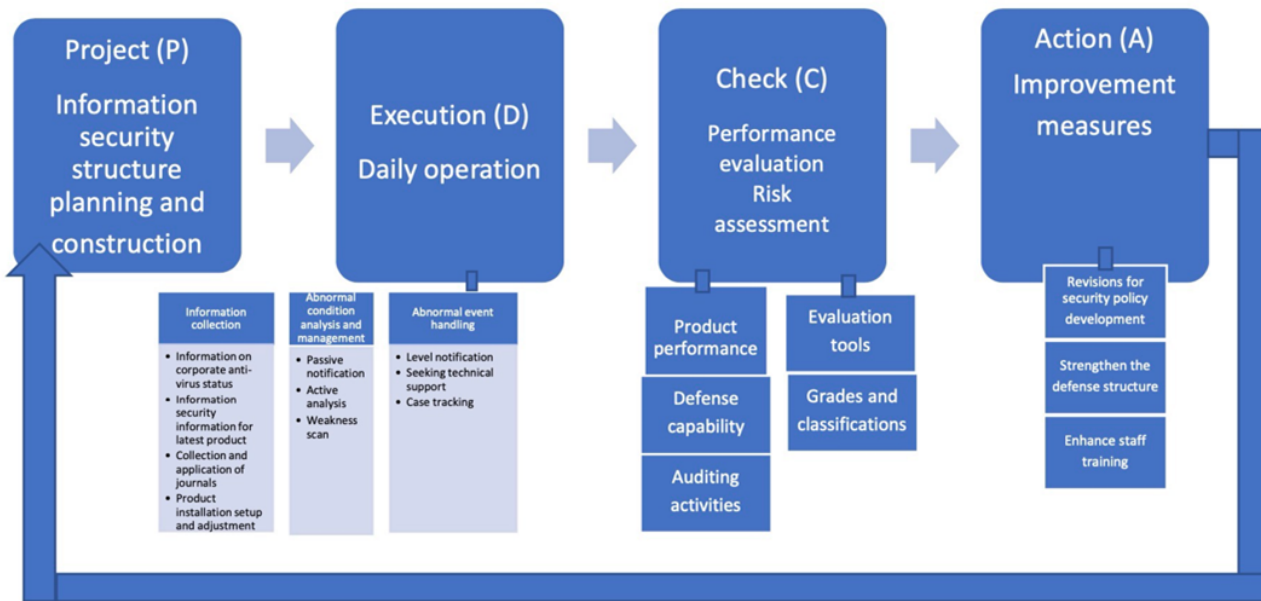 Project (P)
Information
security
structure
planning and
construction
Execution (D)
Daily operation
Check (C)
Performance
evaluation
Risk
assessment
Action (A)
Improvement
measures
Information
collection
• Information on
corporate anti-
virus status
• Information
security
information for
latest product
• Collection and
application of
journals
• Product
installation setup
and adjustment
Abnormal
condition
analysis and
management
• Passive
notification
• Active
analysis
• Weakness
scan
Abnormal event
handling
• Level notification
• Seeking technical
support
• Case tracking
Product
performance
Defense
capability
Auditing
activities
Evaluation
tools
Grades and
classifications
Revisions for
security policy
development
Strengthen the
defense structure
Enhance staff
training